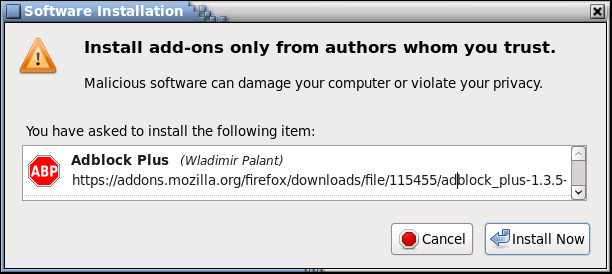 Software Installation
Install add-ons only from authors whom you trust.
Malicious software can damage your computer or violate your privacy.
You have asked to install the following item:
ABP
Adblock Plus (Wladimir Palant)
https://addons.mozilla.org/firefox/downloads/file/115455/adblock_plus-1.3.5-
Cancel
Install Now